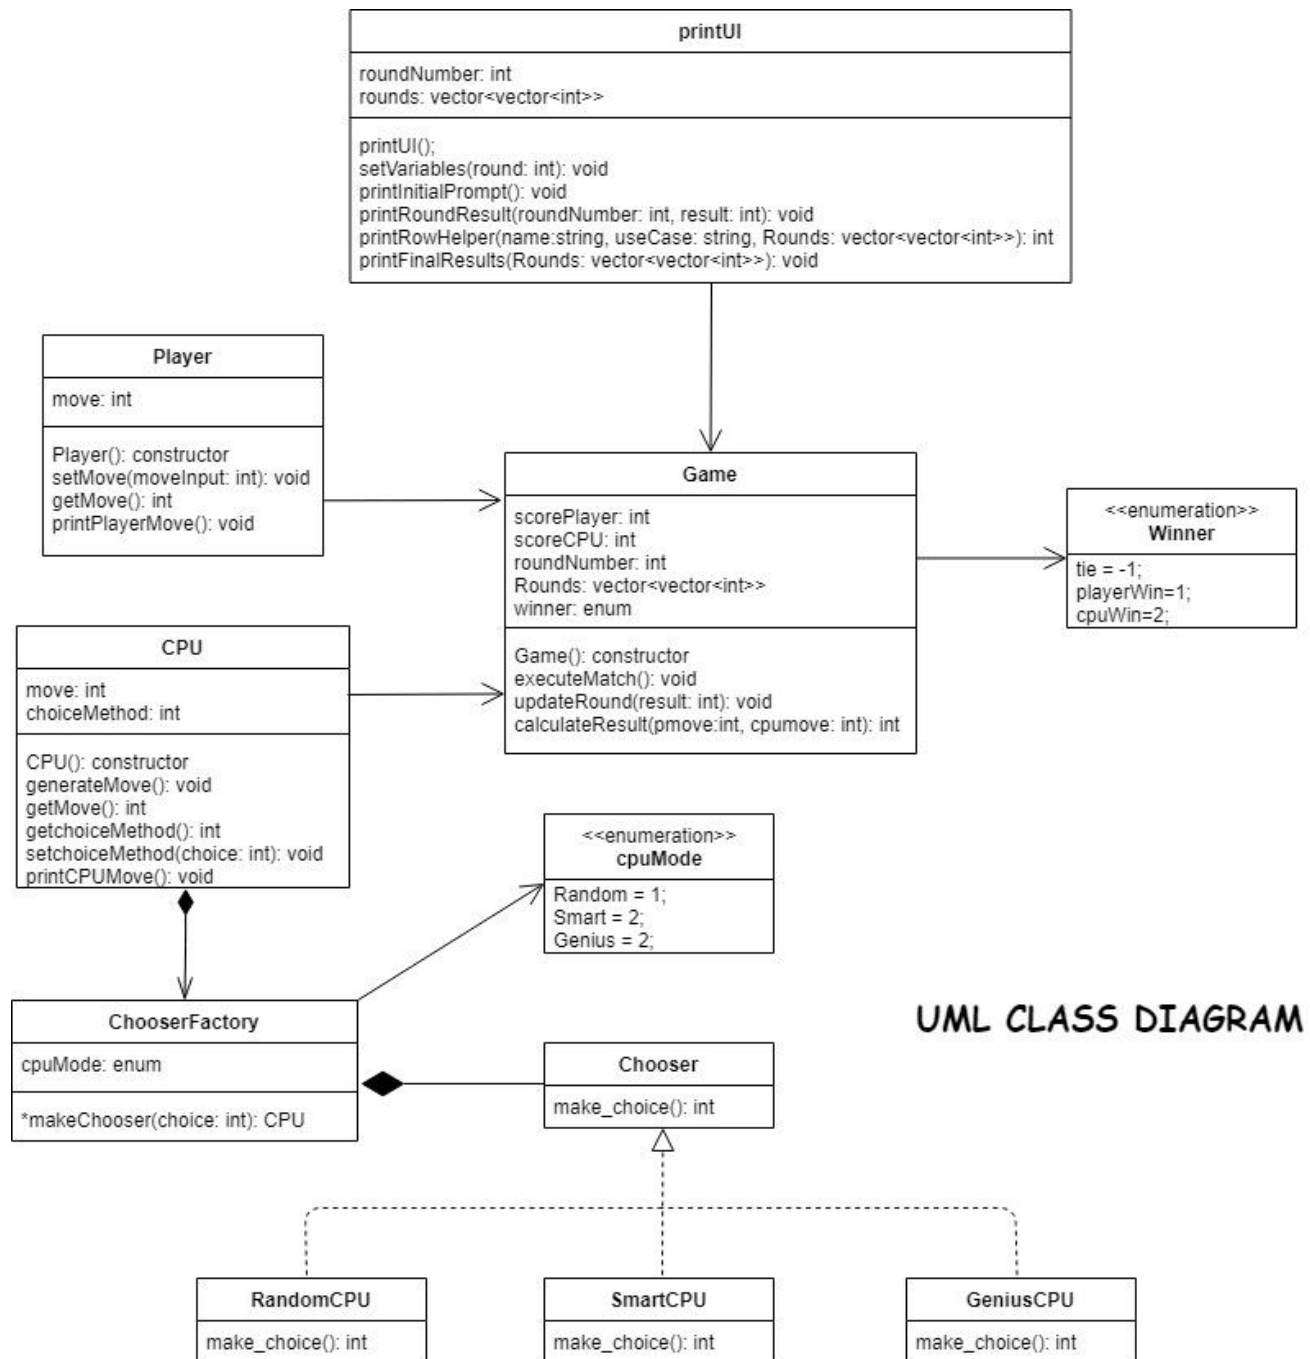 printUI
roundNumber: int
rounds: vector<vector<int>>
printUI();
setVariables(round: int): void
printInitialPrompt(): void
printRoundResult(roundNumber: int, result: int): void
printRowHelper(name:string, useCase: string, Rounds: vector<vector<int>>): int
printFinalResults(Rounds: vector<vector<int>>): void
Player
move: int
Player(): constructor
setMove(moveInput: int): void
getMove(): int
printPlayerMove(): void
Game
scorePlayer: int
scoreCPU: int
roundNumber: int
Rounds: vector<vector<int>>
winner: enum
Game(): constructor
executeMatch(): void
updateRound(result: int): void
calculateResult(pmove:int, cpumove: int): int
<<enumeration>>
Winner
tie = -1;
playerWin=1;
cpuWin=2;
CPU
move: int
choiceMethod: int
CPU(): constructor
generateMove(): void
getMove(): int
getchoiceMethod(): int
setchoiceMethod(choice: int): void
printCPUMove(): void
<<enumeration>>
cpuMode
Random = 1;
Smart = 2;
Genius = 2;
ChooserFactory
cpuMode: enum
*makeChooser(choice: int): CPU
UML CLASS DIAGRAM
Chooser
make_choice(): int
RandomCPU
make_choice(): int
SmartCPU
make_choice(): int
GeniusCPU
make_choice(): int